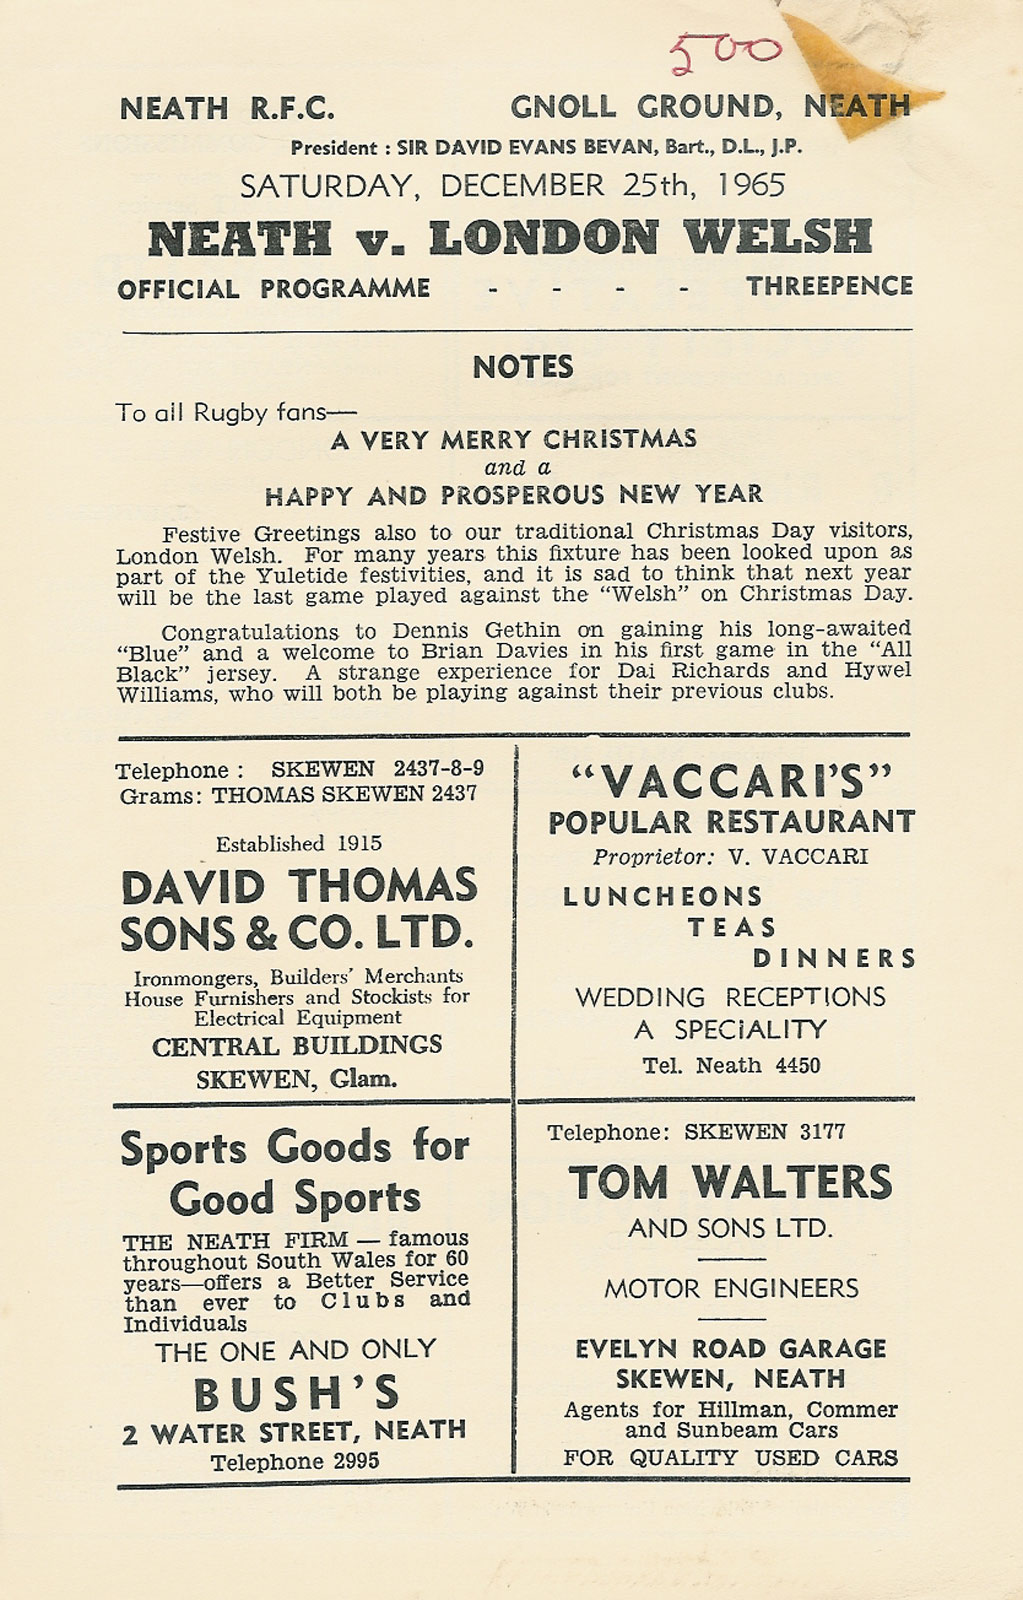 500
NEATH R.F.C. GNOLL GROUND, NEATH
President : SIR DAVID EVANS BEVAN, Bart., D.L., J.P.
SATURDAY, DECEMBER 25th, 1965
NEATH v. LONDON WELSH
OFFICIAL PROGRAMME - - - - THREEPENCE
NOTES
To all Rugby fans—
A VERY MERRY CHRISTMAS
and a
HAPPY AND PROSPEROUS NEW YEAR
Festive Greetings also to our traditional Christmas Day visitors,
London Welsh. For many years this fixture has been looked upon as
part of the Yuletide festivities, and it is sad to think that next year
will be the last game played against the “Welsh” on Christmas Day.
Congratulations to Dennis Gethin on gaining his long-awaited
“Blue” and a welcome to Brian Davies in his first game in the “All
Black” jersey. A strange experience for Dai Richards and Hywel
Williams, who will both be playing against their previous clubs.
Telephone : SKEWEN 2437-8-9
Grams: THOMAS SKEWEN 2437
Established 1915
DAVID THOMAS
SONS & CO. LTD.
Ironmongers, Builders’ Merchants
House Furnishers and Stockists for
Electrical Equipment
CENTRAL BUILDINGS
SKEWEN, Glam.
“VACCARI’S”
POPULAR RESTAURANT
Proprietor: V. VACCARI
LUNCHEONS
TEAS
DINNERS
WEDDING RECEPTIONS
A SPECIALITY
Tel. Neath 4450
Sports Goods for
Good Sports
THE NEATH FIRM — famous
throughout South Wales for 60
years—offers a Better Service
than ever to Clubs and
Individuals
THE ONE AND ONLY
BUSH’S
2 WATER STREET, NEATH
Telephone 2995
Telephone: SKEWEN 3177
TOM WALTERS
AND SONS LTD.
MOTOR ENGINEERS
EVELYN ROAD GARAGE
SKEWEN, NEATH
Agents for Hillman, Commer
and Sunbeam Cars
FOR QUALITY USED CARS